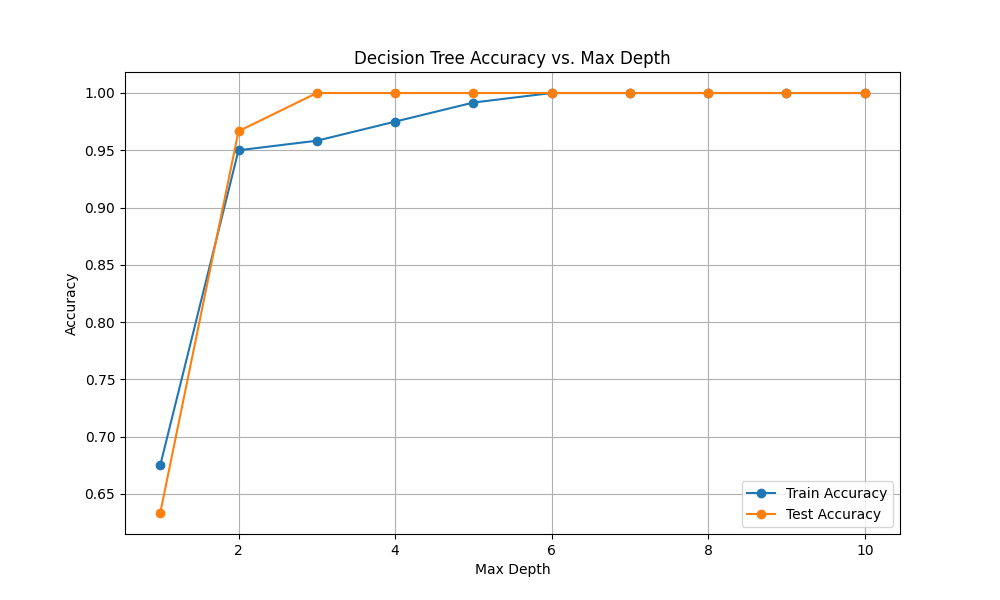 Decision Tree Accuracy vs. Max Depth
1.00
0.95
0.90
0.85
0.80
0.75
0.70
0.65
Accuracy
2 4 6 8 10
Max Depth
Train Accuracy
Test Accuracy